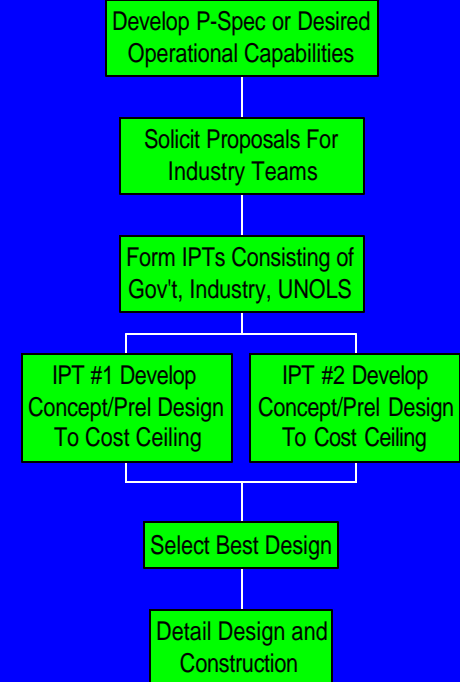 Develop P-Spec or Desired
Operational Capabilities
Solicit Proposals For
Industry Teams
Form IPTs Consisting of
Gov't, Industry, UNOLS
IPT #1 Develop
Concept/Prel Design
To Cost Ceiling
IPT #2 Develop
Concept/Prel Design
To Cost Ceiling
Select Best Design
Detail Design and
Construction